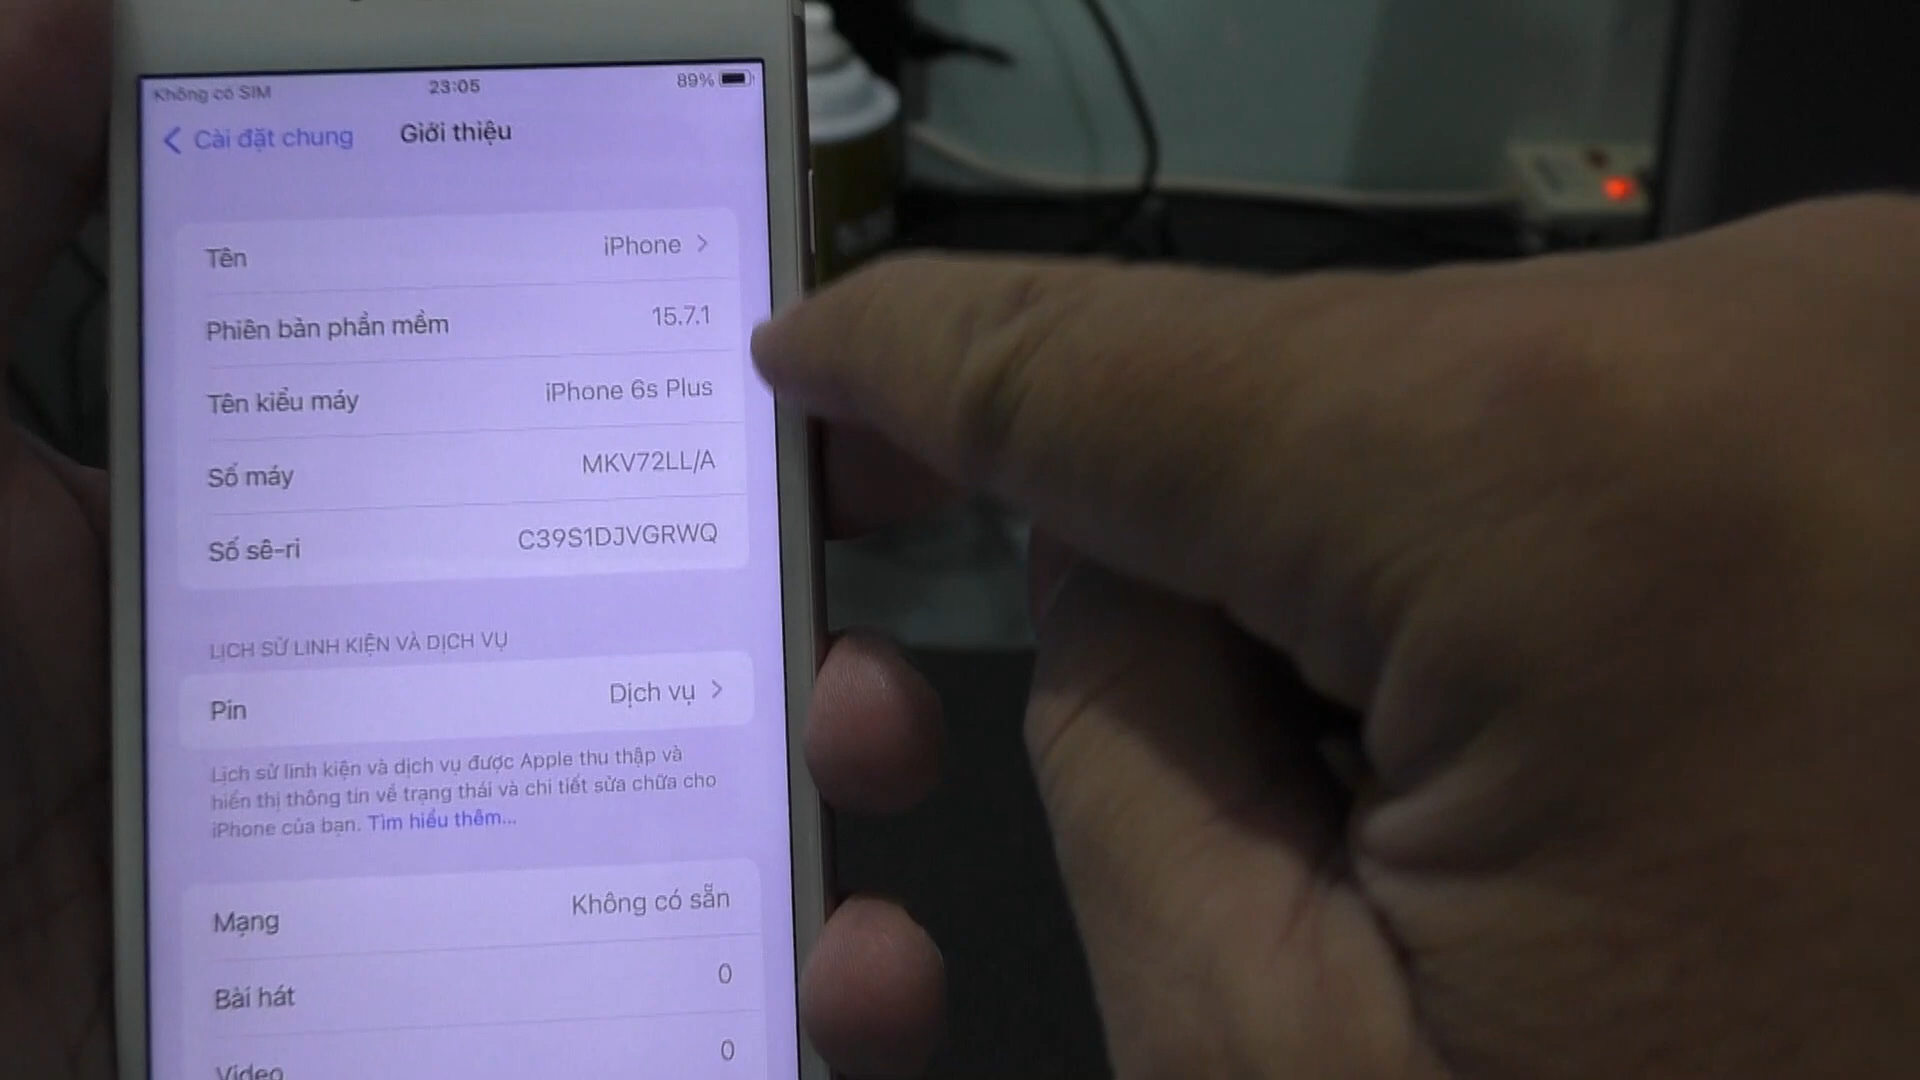 Không có SIM 23:05 89%
Cài đặt chung Giới thiệu
Tên iPhone
Phiên bản phần mềm 15.7.1
Tên kiểu máy iPhone 6s Plus
Số máy MKV72LL/A
Số sê-ri C39S1DJVGRWQ
LỊCH SỬ LINH KIỆN VÀ DỊCH VỤ
Pin Dịch vụ
Lịch sử linh kiện và dịch vụ được Apple thu thập và
hiển thị thông tin về trạng thái và chi tiết sửa chữa cho
iPhone của bạn. Tìm hiểu thêm...
Mạng Không có sẵn
Bài hát 0
Video 0